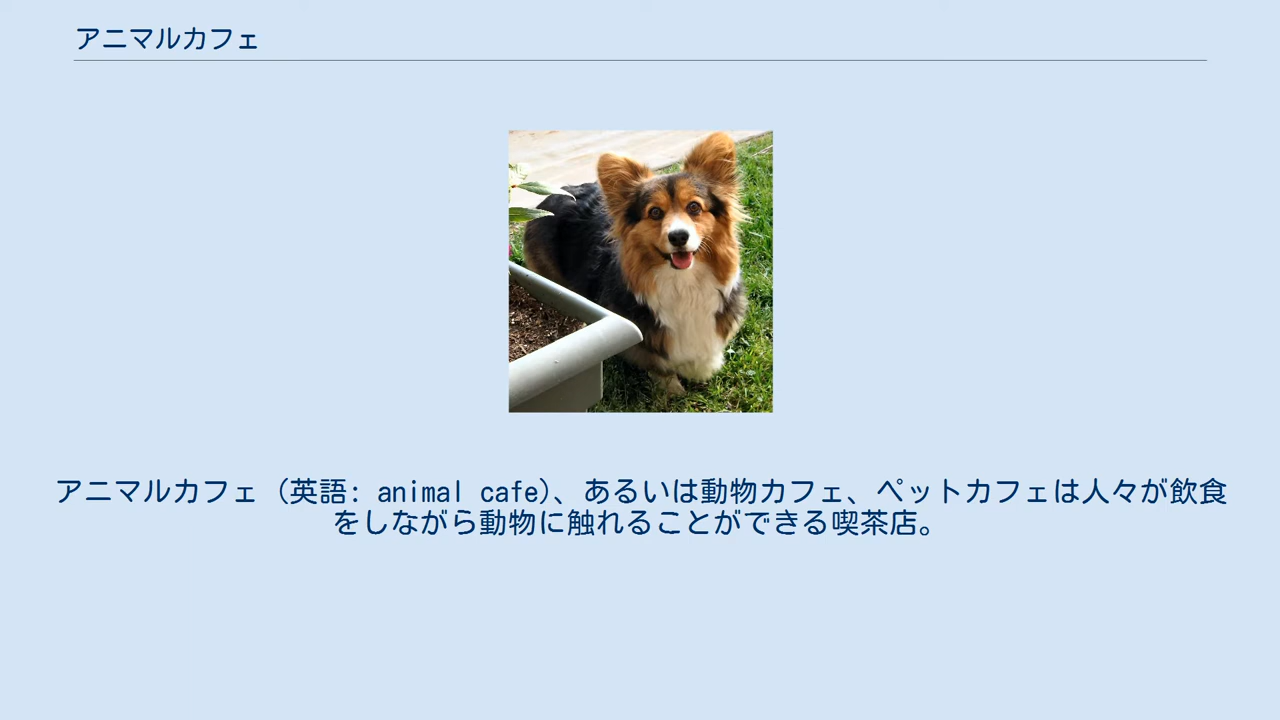 アニマルカフェ
アニマルカフェ（英語: animal cafe)、あるいは動物カフェ、ペットカフェは人々が飲食
をしながら動物に触れることができる喫茶店。